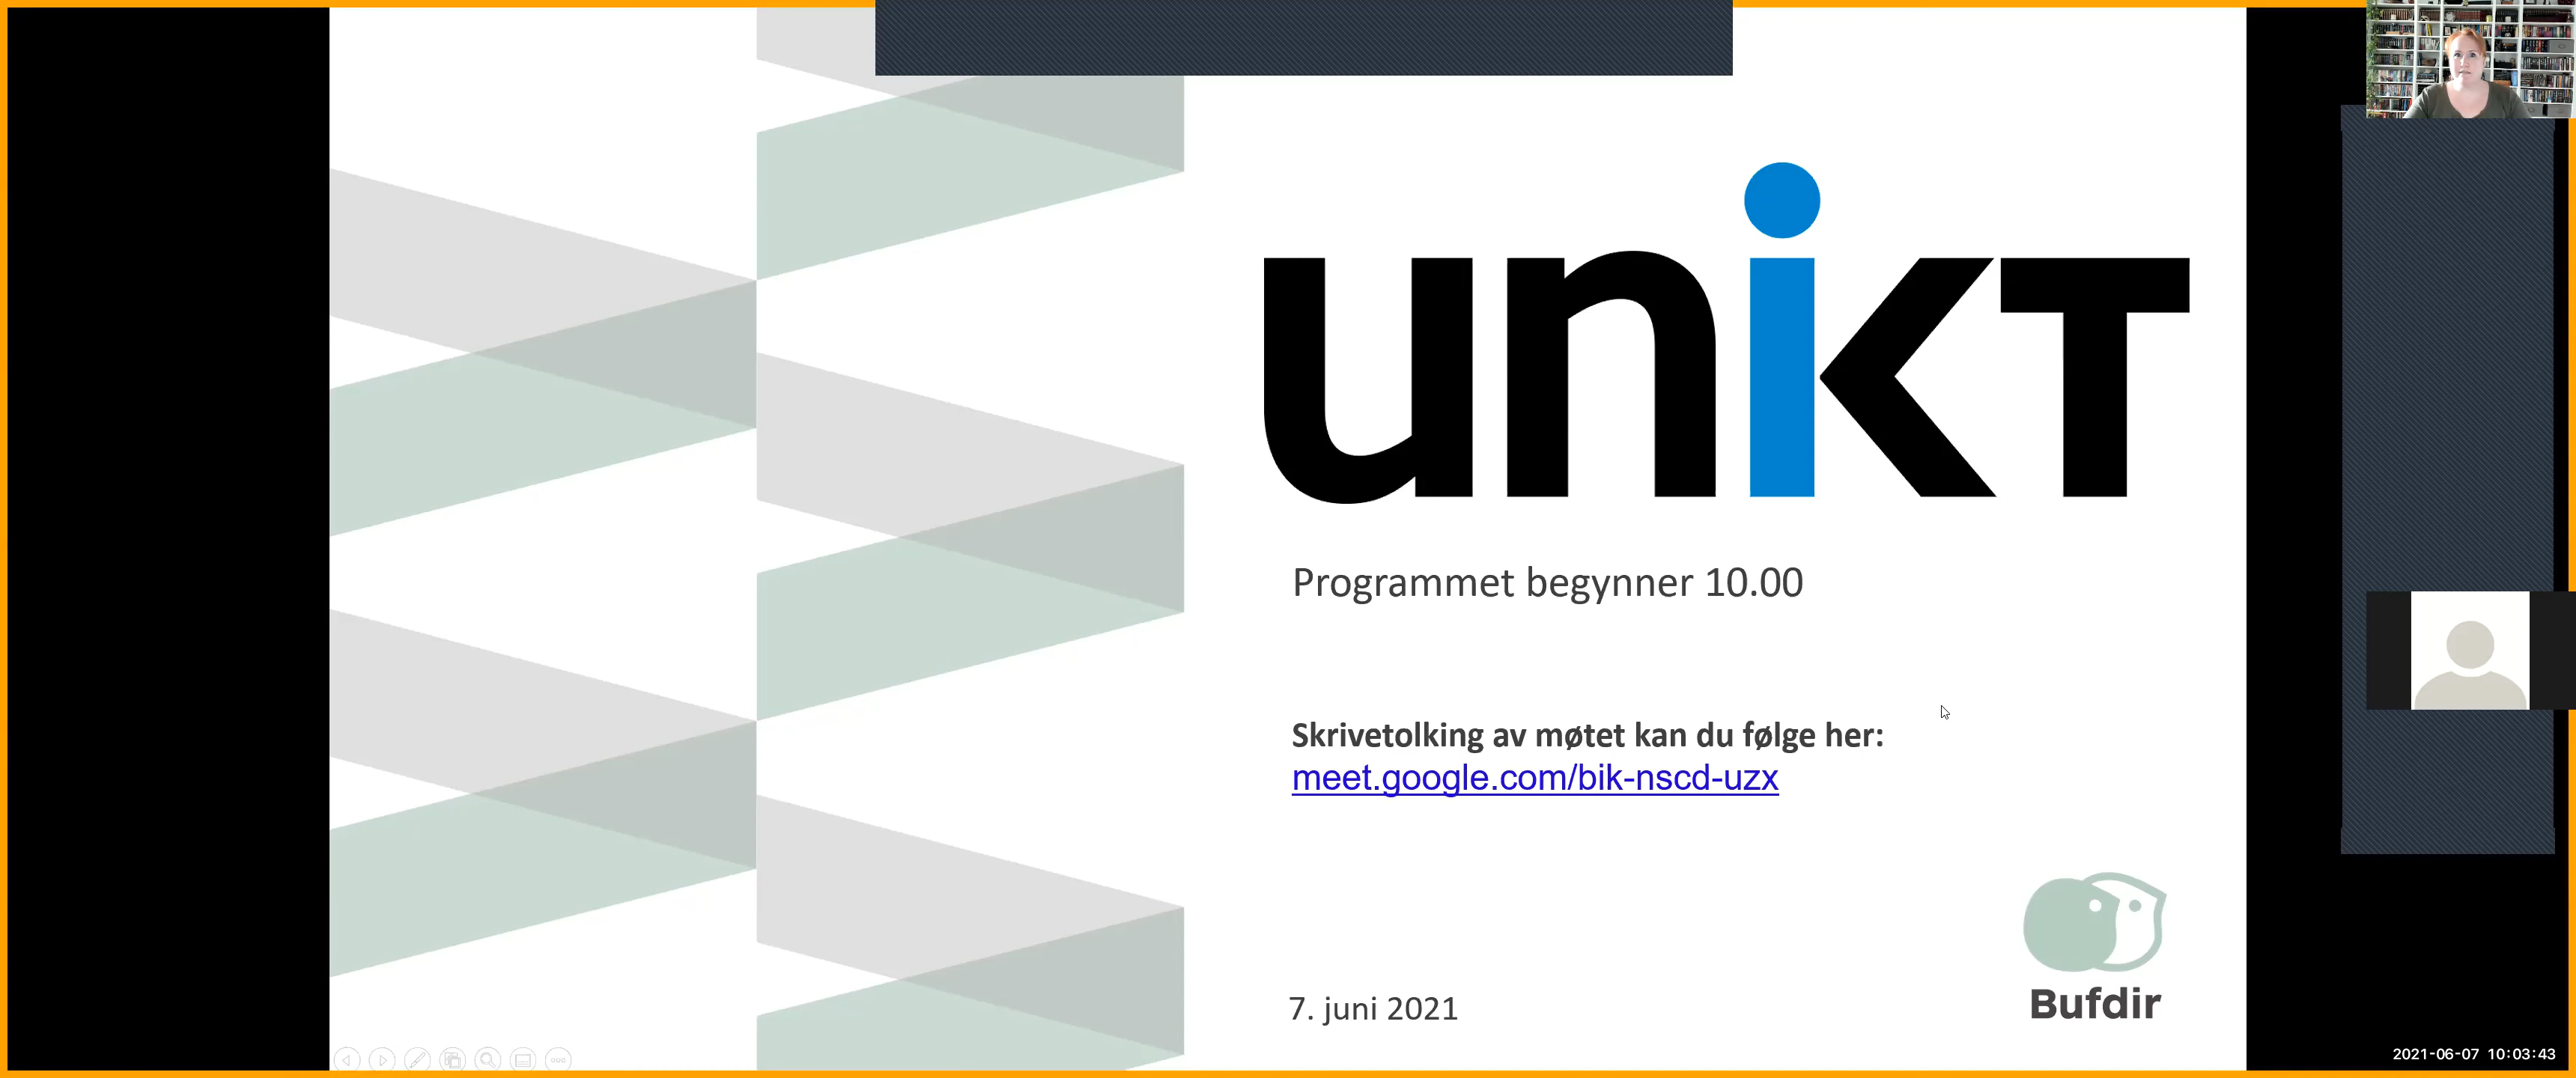 unikt
Programmet begynner 10.00
Skrivetolking av møtet kan du følge her:
meet.google.com/bik-nscd-uzx
7. juni 2021
Bufdir
2021-06-07 10:03:43